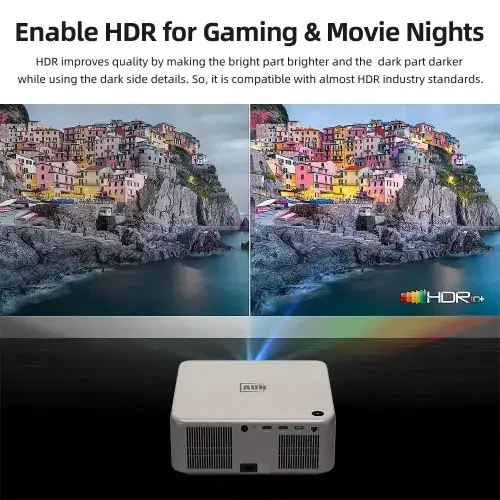 Enable HDR for Gaming & Movie Nights
HDR improves quality by making the bright part brighter and the dark part darker
while using the dark side details. So, it is compatible with almost HDR industry standards.
HDR10+
AUN